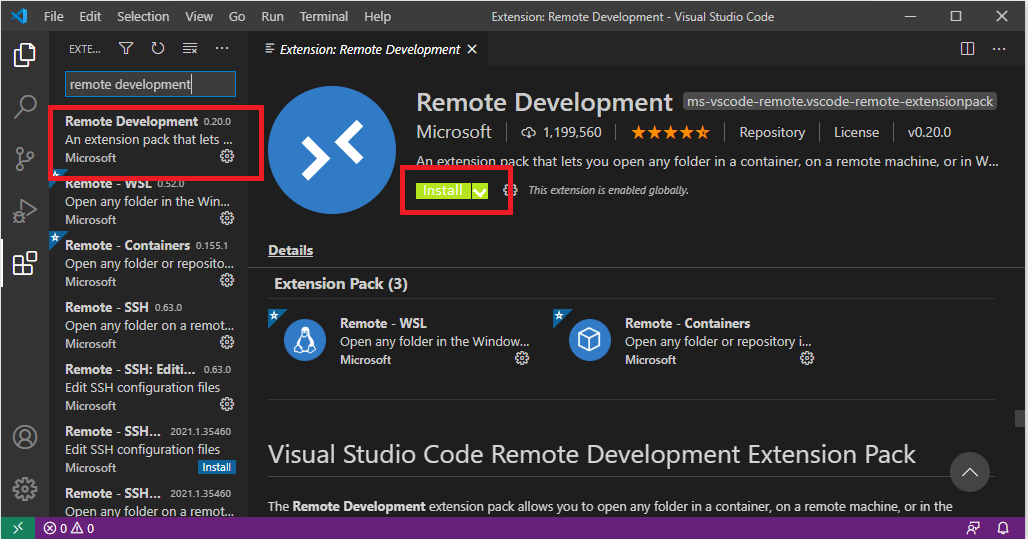 File Edit Selection View Go Run Terminal Help Extension: Remote Development - Visual Studio Code
EXTE...
remote development
Remote Development 0.20.0
An extension pack that lets ...
Microsoft
Remote - WSL 0.52.0
Open any folder in the Win...
Microsoft
Remote - Containers 0.155.1
Open any folder or reposito...
Microsoft
Remote - SSH 0.63.0
Open any folder on a remot...
Microsoft
Remote - SSH: Editi... 0.63.0
Edit SSH configuration files
Microsoft
Remote - SSH... 2021.1.35460
Edit SSH configuration files
Microsoft Install
Remote - SSH... 2021.1.35460
Open any folder on a remot...
Extension: Remote Development
Remote Development ms-vscode-remote.vscode-remote-extensionpack
Microsoft 1,199,560 Repository License v0.20.0
An extension pack that lets you open any folder in a container, on a remote machine, or in W...
Install This extension is enabled globally.
Details
Extension Pack (3)
Remote - WSL
Open any folder in the Window...
Microsoft
Remote - Containers
Open any folder or repository i...
Microsoft
Visual Studio Code Remote Development Extension Pack
The Remote Development extension pack allows you to open any folder in a container, on a remote machine, or in the
0 0